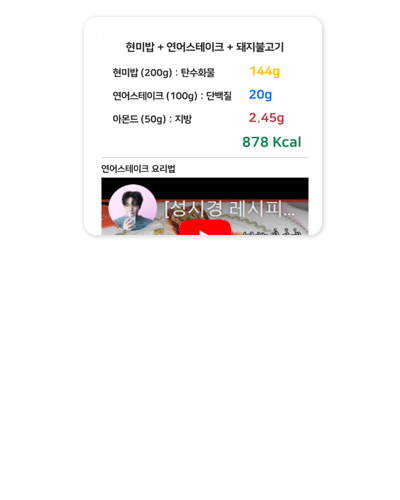 현미밥 + 연어스테이크 + 돼지불고기
현미밥 (200g) : 탄수화물 144g
연어스테이크 (100g) : 단백질 20g
아몬드 (50g) : 지방 2.45g
878 Kcal
연어스테이크 요리법
[성시경 레시피...